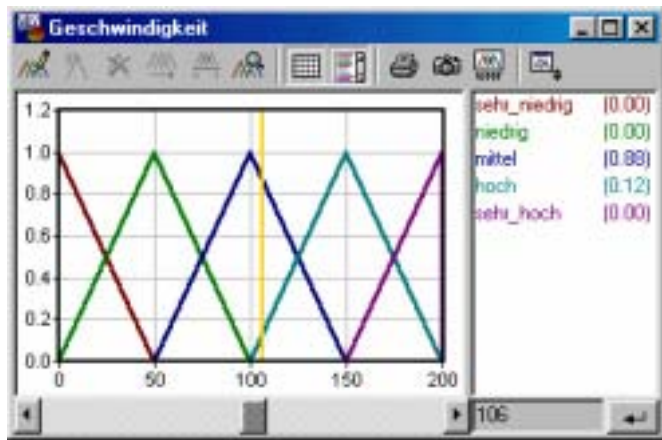 Geschwindigkeit
1.2
1.0
0.8
0.6
0.4
0.2
0.0
0 50 100 150 200
sehr_niedrig (0.00)
niedrig (0.00)
mittel (0.88)
hoch (0.12)
sehr_hoch (0.00)
106